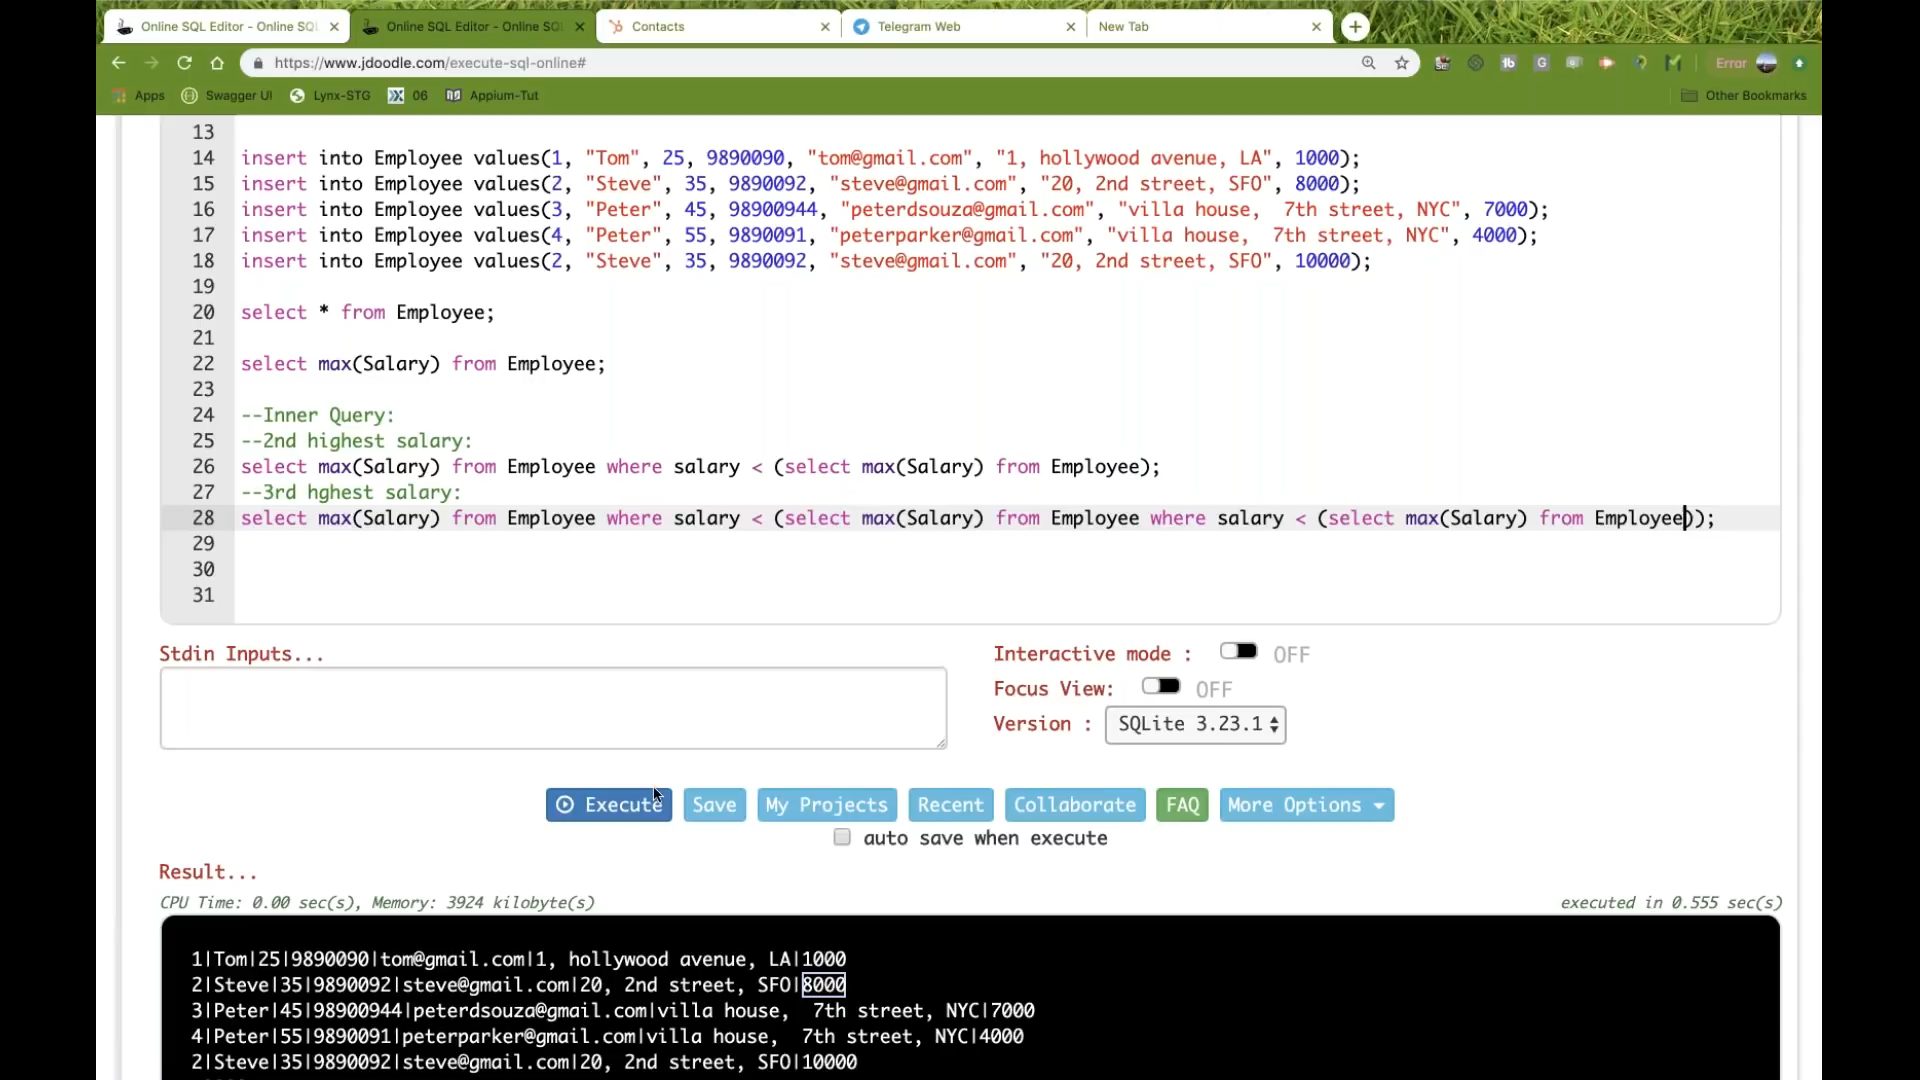 Online SQL Editor - Online SQL
Online SQL Editor - Online SQ
Contacts
Telegram Web
New Tab
https://www.jdoodle.com/execute-sql-online#
Error
Apps
Swagger UI
Lynx-STG
06
Appium-Tut
Other Bookmarks
13
14 insert into Employee values(1, "Tom", 25, 9890090, "tom@gmail.com", "1, hollywood avenue, LA", 1000);
15 insert into Employee values(2, "Steve", 35, 9890092, "steve@gmail.com", "20, 2nd street, SFO", 8000);
16 insert into Employee values(3, "Peter", 45, 98900944, "peterdsouza@gmail.com", "villa house,  7th street, NYC", 7000);
17 insert into Employee values(4, "Peter", 55, 9890091, "peterparker@gmail.com", "villa house,  7th street, NYC", 4000);
18 insert into Employee values(2, "Steve", 35, 9890092, "steve@gmail.com", "20, 2nd street, SFO", 10000);
19
20 select * from Employee;
21
22 select max(Salary) from Employee;
23
24 --Inner Query:
25 --2nd highest salary:
26 select max(Salary) from Employee where salary < (select max(Salary) from Employee);
27 --3rd hghest salary:
28 select max(Salary) from Employee where salary < (select max(Salary) from Employee where salary < (select max(Salary) from Employee));
29
30
31
Stdin Inputs...
Interactive mode : OFF
Focus View: OFF
Version : SQLite 3.23.1
Execute
Save
My Projects
Recent
Collaborate
FAQ
More Options
auto save when execute
Result...
CPU Time: 0.00 sec(s), Memory: 3924 kilobyte(s)
executed in 0.555 sec(s)
1|Tom|25|9890090|tom@gmail.com|1, hollywood avenue, LA|1000
2|Steve|35|9890092|steve@gmail.com|20, 2nd street, SFO|8000
3|Peter|45|98900944|peterdsouza@gmail.com|villa house,  7th street, NYC|7000
4|Peter|55|9890091|peterparker@gmail.com|villa house,  7th street, NYC|4000
2|Steve|35|9890092|steve@gmail.com|20, 2nd street, SFO|10000